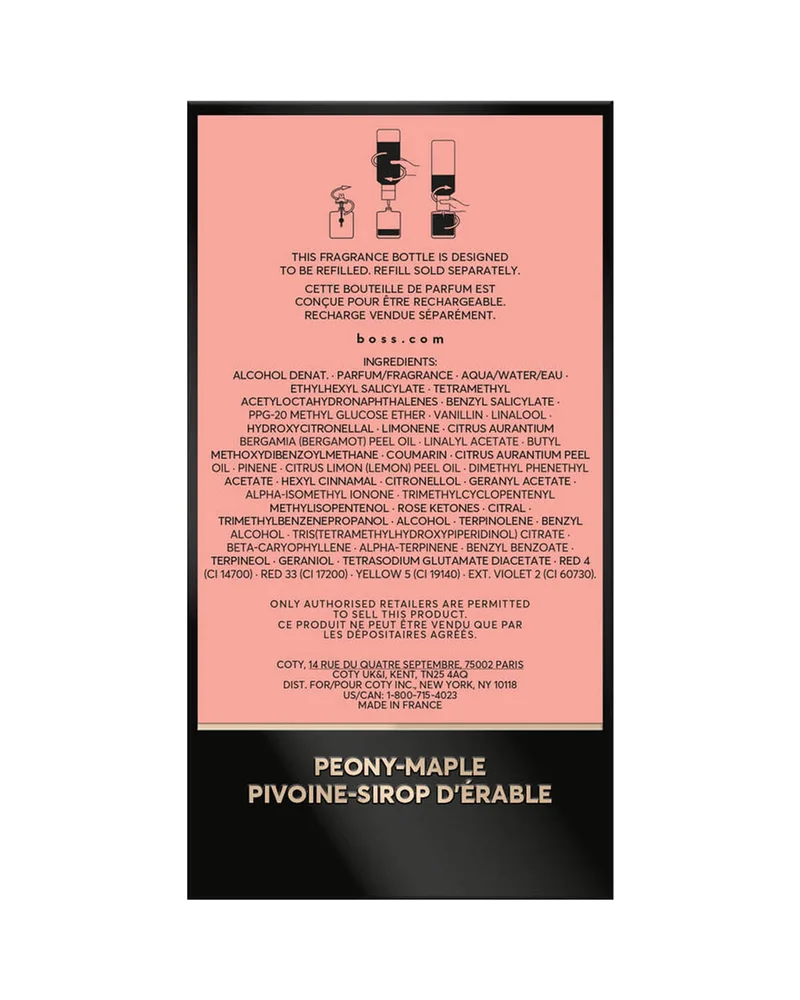 THIS FRAGRANCE BOTTLE IS DESIGNED
TO BE REFILLED. REFILL SOLD SEPARATELY.
CETTE BOUTEILLE DE PARFUM EST
CONÇUE POUR ÊTRE RECHARGEABLE.
RECHARGE VENDUE SÉPARÉMENT.
boss.com
INGREDIENTS:
ALCOHOL DENAT. · PARFUM/FRAGRANCE · AQUA/WATER/EAU ·
ETHYLHEXYL SALICYLATE · TETRAMETHYL
ACETYLOCTAHYDRONAPHTHALENES · BENZYL SALICYLATE ·
PPG-20 METHYL GLUCOSE ETHER · VANILLIN · LINALOOL ·
HYDROXYCITRONELLAL · LIMONENE · CITRUS AURANTIUM
BERGAMIA (BERGAMOT) PEEL OIL · LINALYL ACETATE · BUTYL
METHOXYDIBENZOYLMETHANE · COUMARIN · CITRUS AURANTIUM PEEL
OIL · PINENE · CITRUS LIMON (LEMON) PEEL OIL · DIMETHYL PHENETHYL
ACETATE · HEXYL CINNAMAL · CITRONELLOL · GERANYL ACETATE ·
ALPHA-ISOMETHYL IONONE · TRIMETHYLCYCLOPENTENYL
METHYLISOPENTENOL · ROSE KETONES · CITRAL ·
TRIMETHYLBENZENEPROPANOL · ALCOHOL · TERPINOLENE · BENZYL
ALCOHOL · TRIS(TETRAMETHYLHYDROXYPIPERIDINOL) CITRATE ·
BETA-CARYOPHYLLENE · ALPHA-TERPINENE · BENZYL BENZOATE ·
TERPINEOL · GERANIOL · TETRASODIUM GLUTAMATE DIACETATE · RED 4
(CI 14700) · RED 33 (CI 17200) · YELLOW 5 (CI 19140) · EXT. VIOLET 2 (CI 60730).
ONLY AUTHORISED RETAILERS ARE PERMITTED
TO SELL THIS PRODUCT.
CE PRODUIT NE PEUT ÊTRE VENDU QUE PAR
LES DÉPOSITAIRES AGRÉÉS.
COTY, 14 RUE DU QUATRE SEPTEMBRE, 75002 PARIS
COTY UK&I, KENT, TN25 4AQ
DIST. FOR/POUR COTY INC., NEW YORK, NY 10118
US/CAN: 1-800-715-4023
MADE IN FRANCE
PEONY-MAPLE
PIVOINE-SIROP D'ÉRABLE